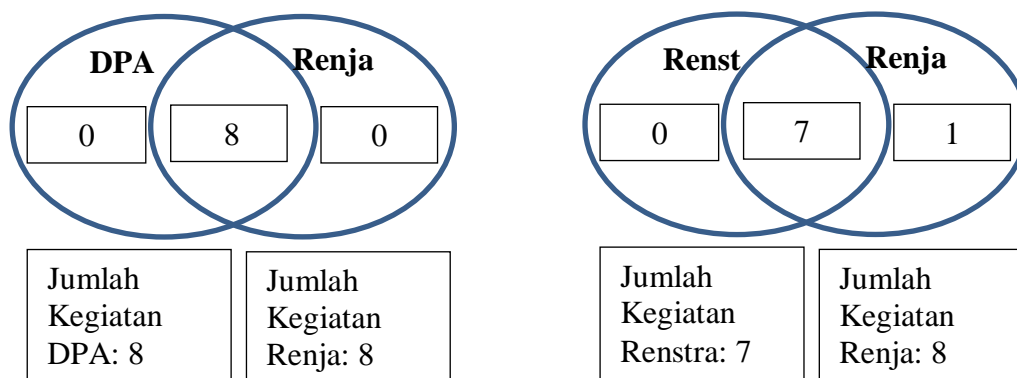 DPA
Renja
0
8
0
Renst
Renja
0
7
1
Jumlah
Kegiatan
DPA: 8
Jumlah
Kegiatan
Renja: 8
Jumlah
Kegiatan
Renstra: 7
Jumlah
Kegiatan
Renja: 8